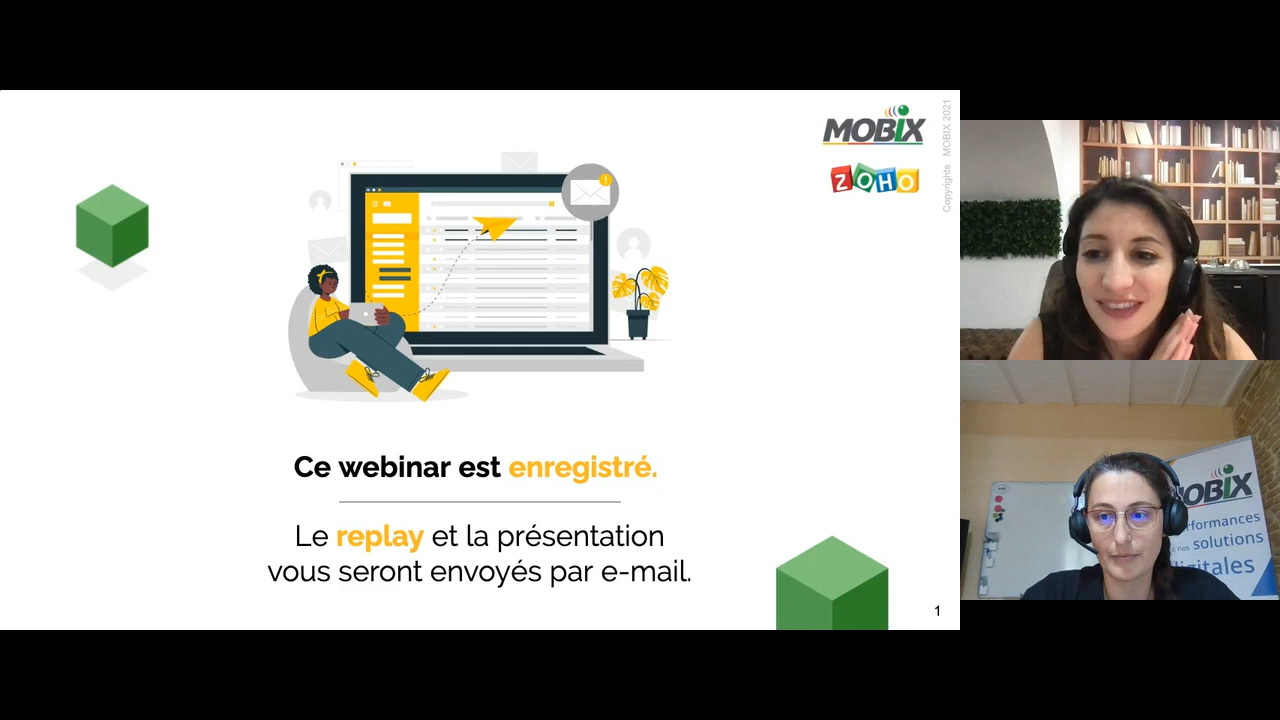 MOBIX
ZOHO
Copyrights MOBIX 2021
Ce webinar est enregistré.
Le replay et la présentation
vous seront envoyés par e-mail.
1
MOBIX
performances
nos solutions
digitales